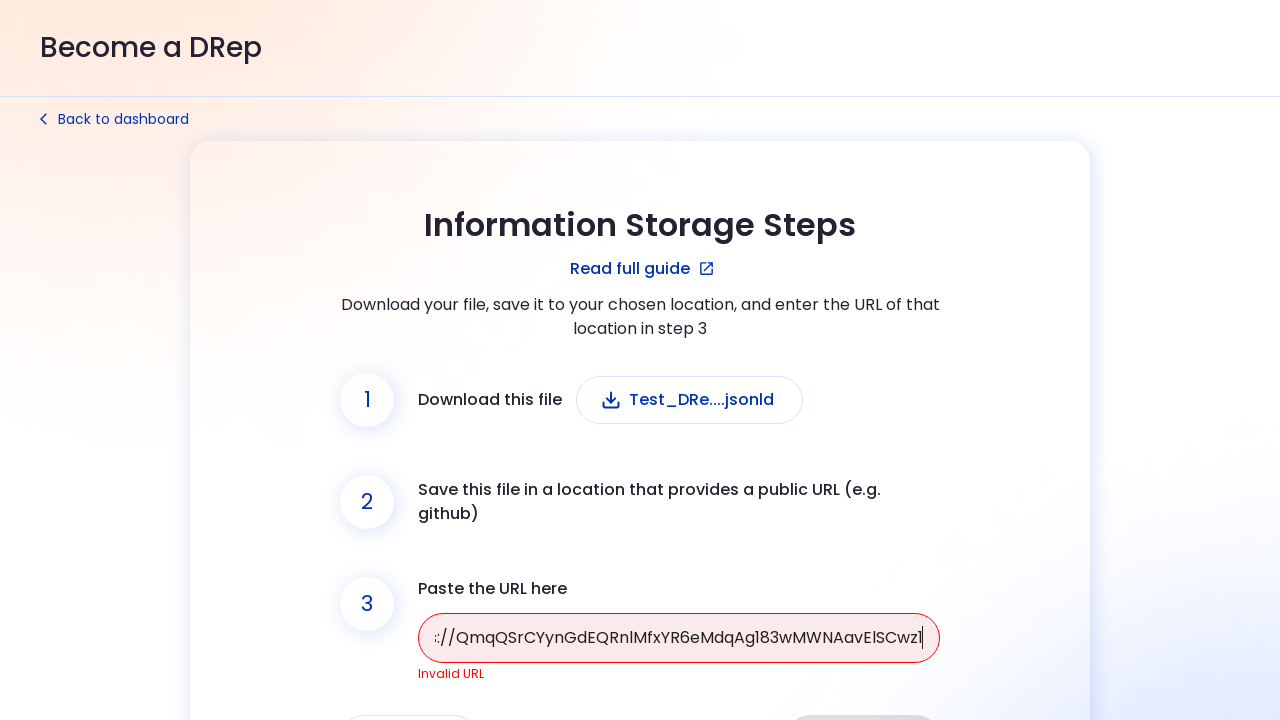 Become a DRep
Back to dashboard
Information Storage Steps
Read full guide
Download your file, save it to your chosen location, and enter the URL of that
location in step 3
1
Download this file
Test_DRe....jsonld
2
Save this file in a location that provides a public URL (e.g.
github)
3
Paste the URL here
://QmqQSrCYynGdEQRnlMfxYR6eMdqAg183wMWNAavElSCwz1
Invalid URL